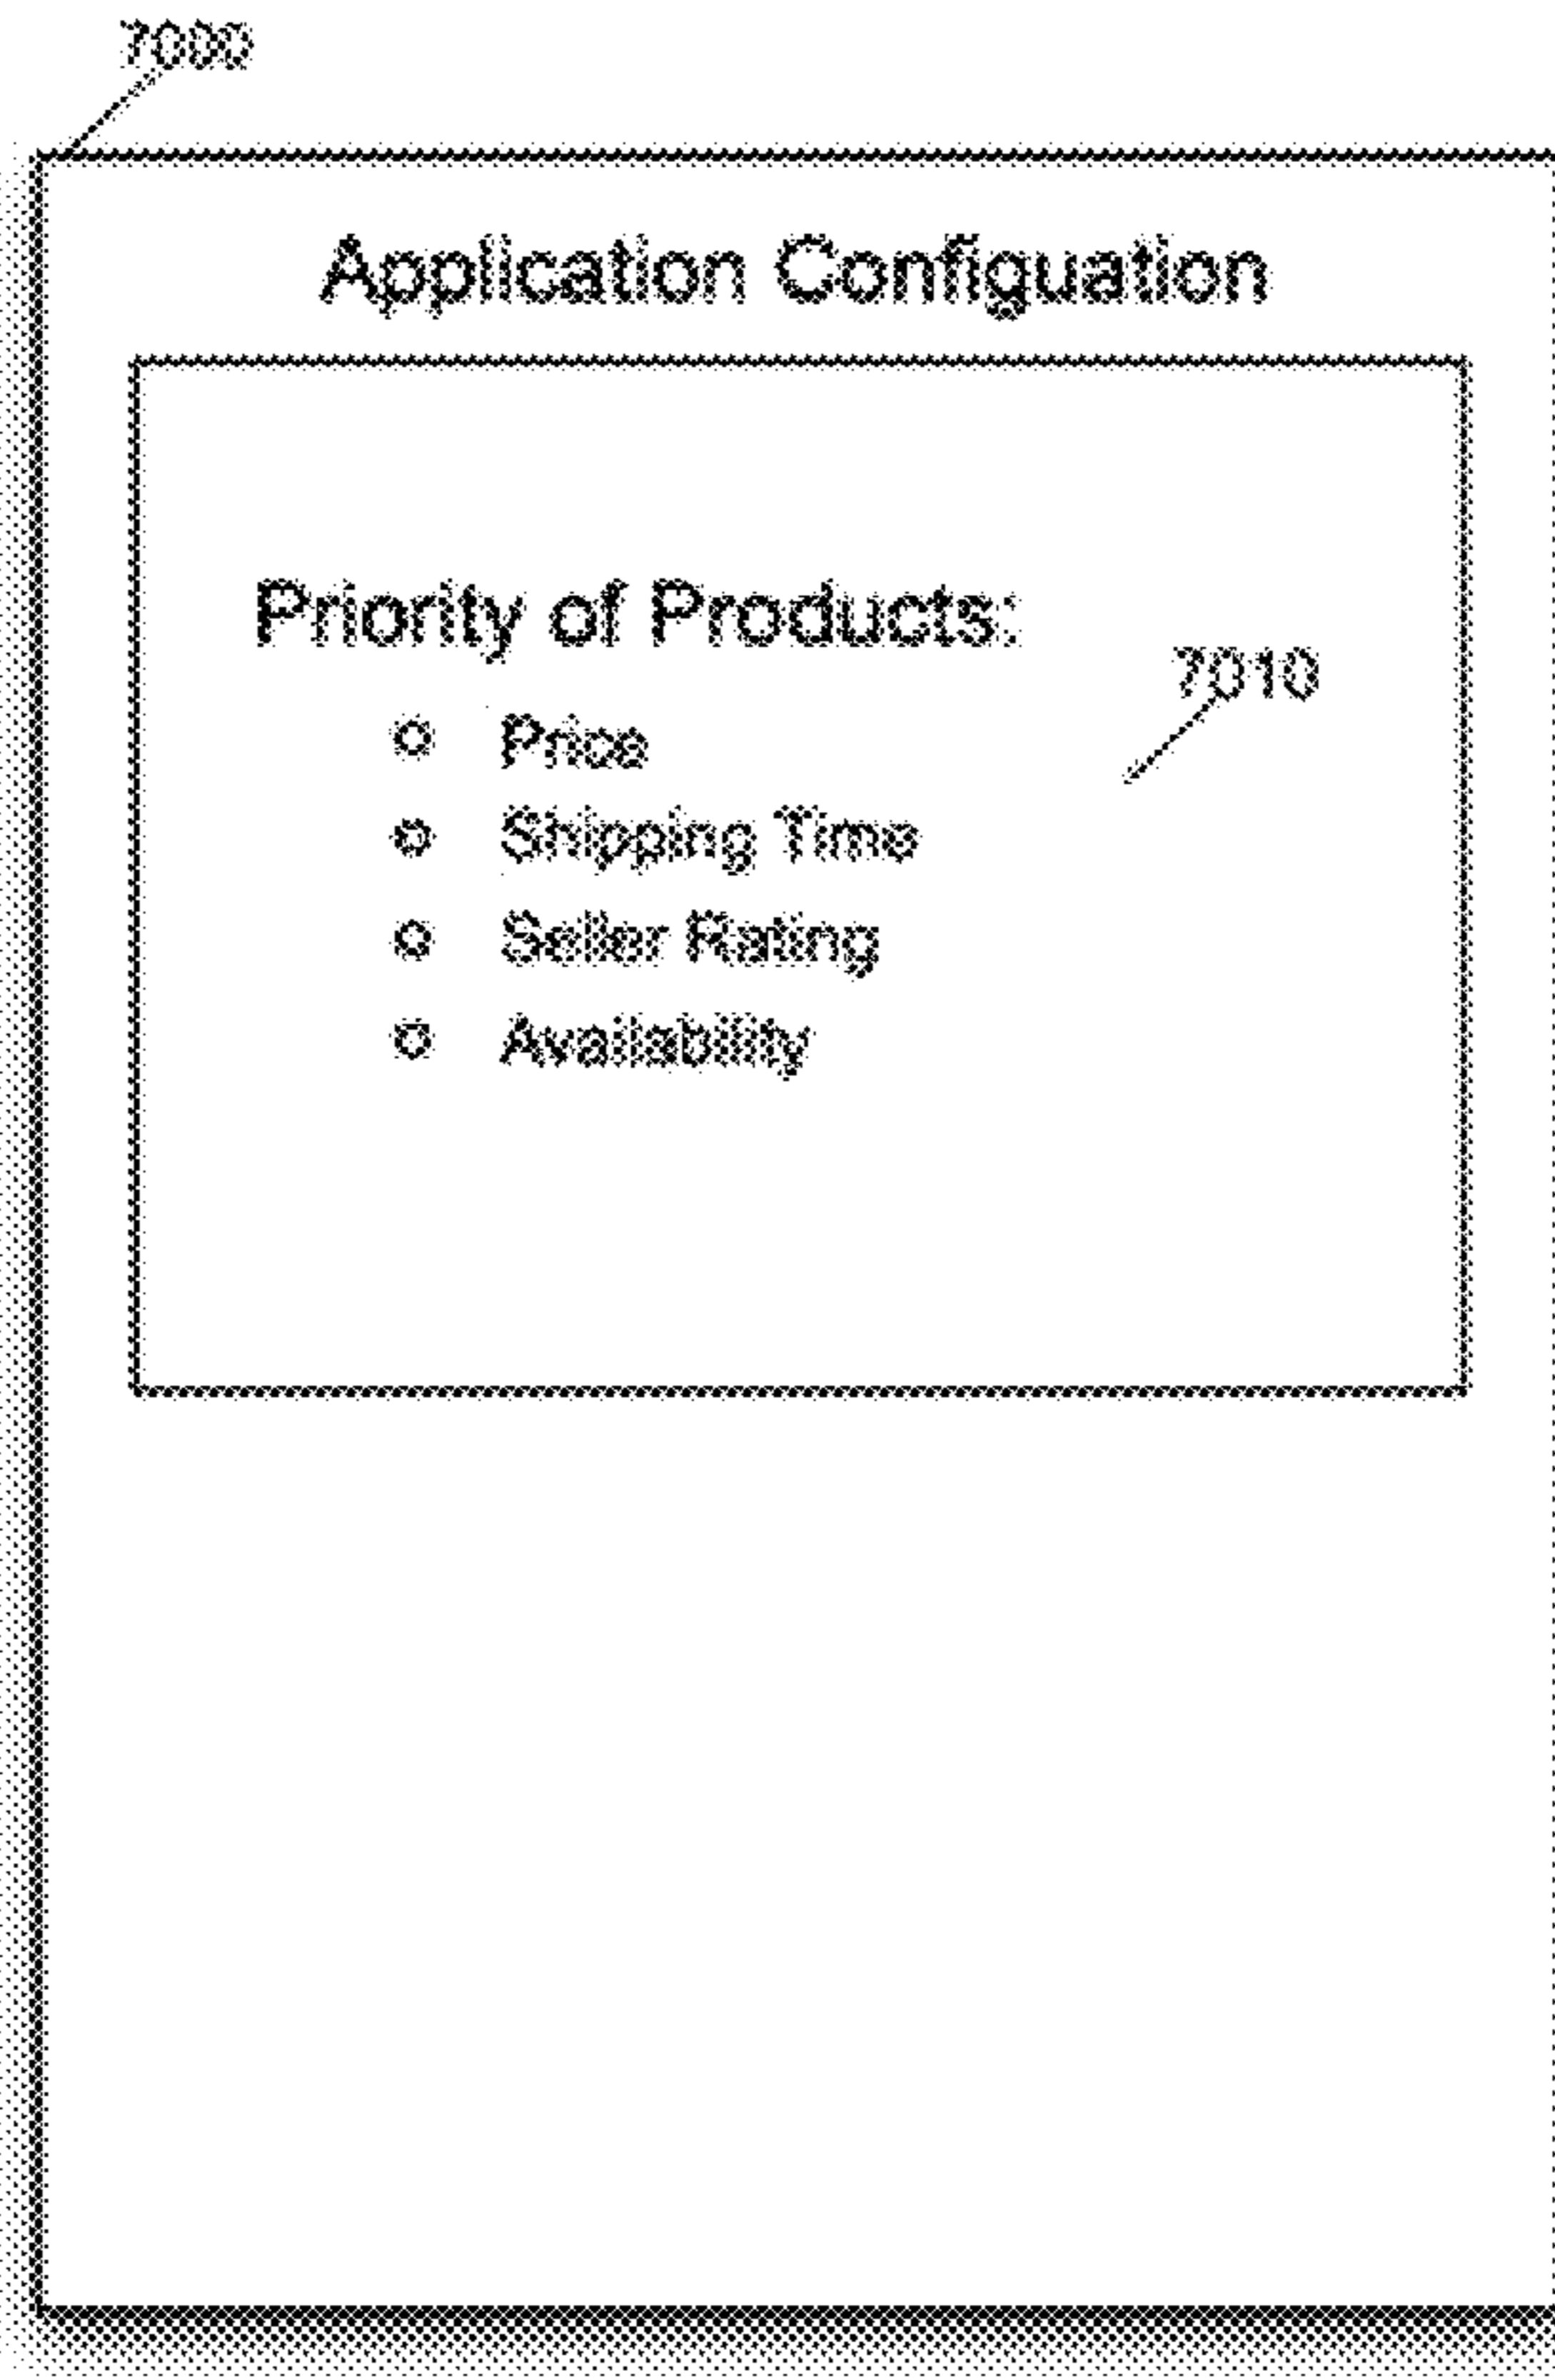 7000
Application Configuation
Priority of Products:
7010
Price
Shipping Time
Seller Rating
Availability